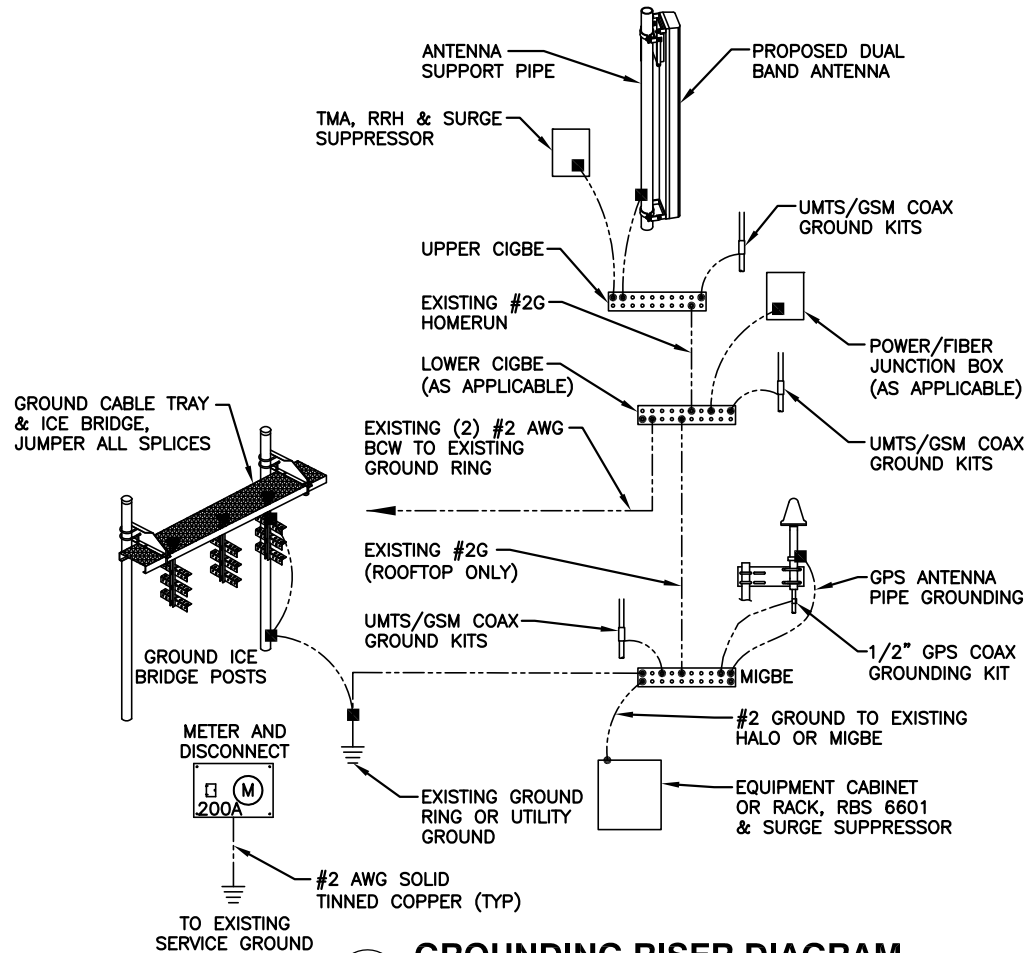 ANTENNA
SUPPORT PIPE
PROPOSED DUAL
BAND ANTENNA
TMA, RRH & SURGE
SUPPRESSOR
UMTS/GSM COAX
GROUND KITS
UPPER CIGBE
EXISTING #2G
HOMERUN
POWER/FIBER
JUNCTION BOX
(AS APPLICABLE)
LOWER CIGBE
(AS APPLICABLE)
GROUND CABLE TRAY
& ICE BRIDGE,
JUMPER ALL SPLICES
EXISTING (2) #2 AWG
BCW TO EXISTING
GROUND RING
UMTS/GSM COAX
GROUND KITS
EXISTING #2G
(ROOFTOP ONLY)
GPS ANTENNA
PIPE GROUNDING
UMTS/GSM COAX
GROUND KITS
1/2" GPS COAX
GROUNDING KIT
GROUND ICE
BRIDGE POSTS
MIGBE
#2 GROUND TO EXISTING
HALO OR MIGBE
METER AND
DISCONNECT
M
200A
EXISTING GROUND
RING OR UTILITY
GROUND
EQUIPMENT CABINET
OR RACK, RBS 6601
& SURGE SUPPRESSOR
#2 AWG SOLID
TINNED COPPER (TYP)
TO EXISTING
SERVICE GROUND
GROUNDING RISER DIAGRAM